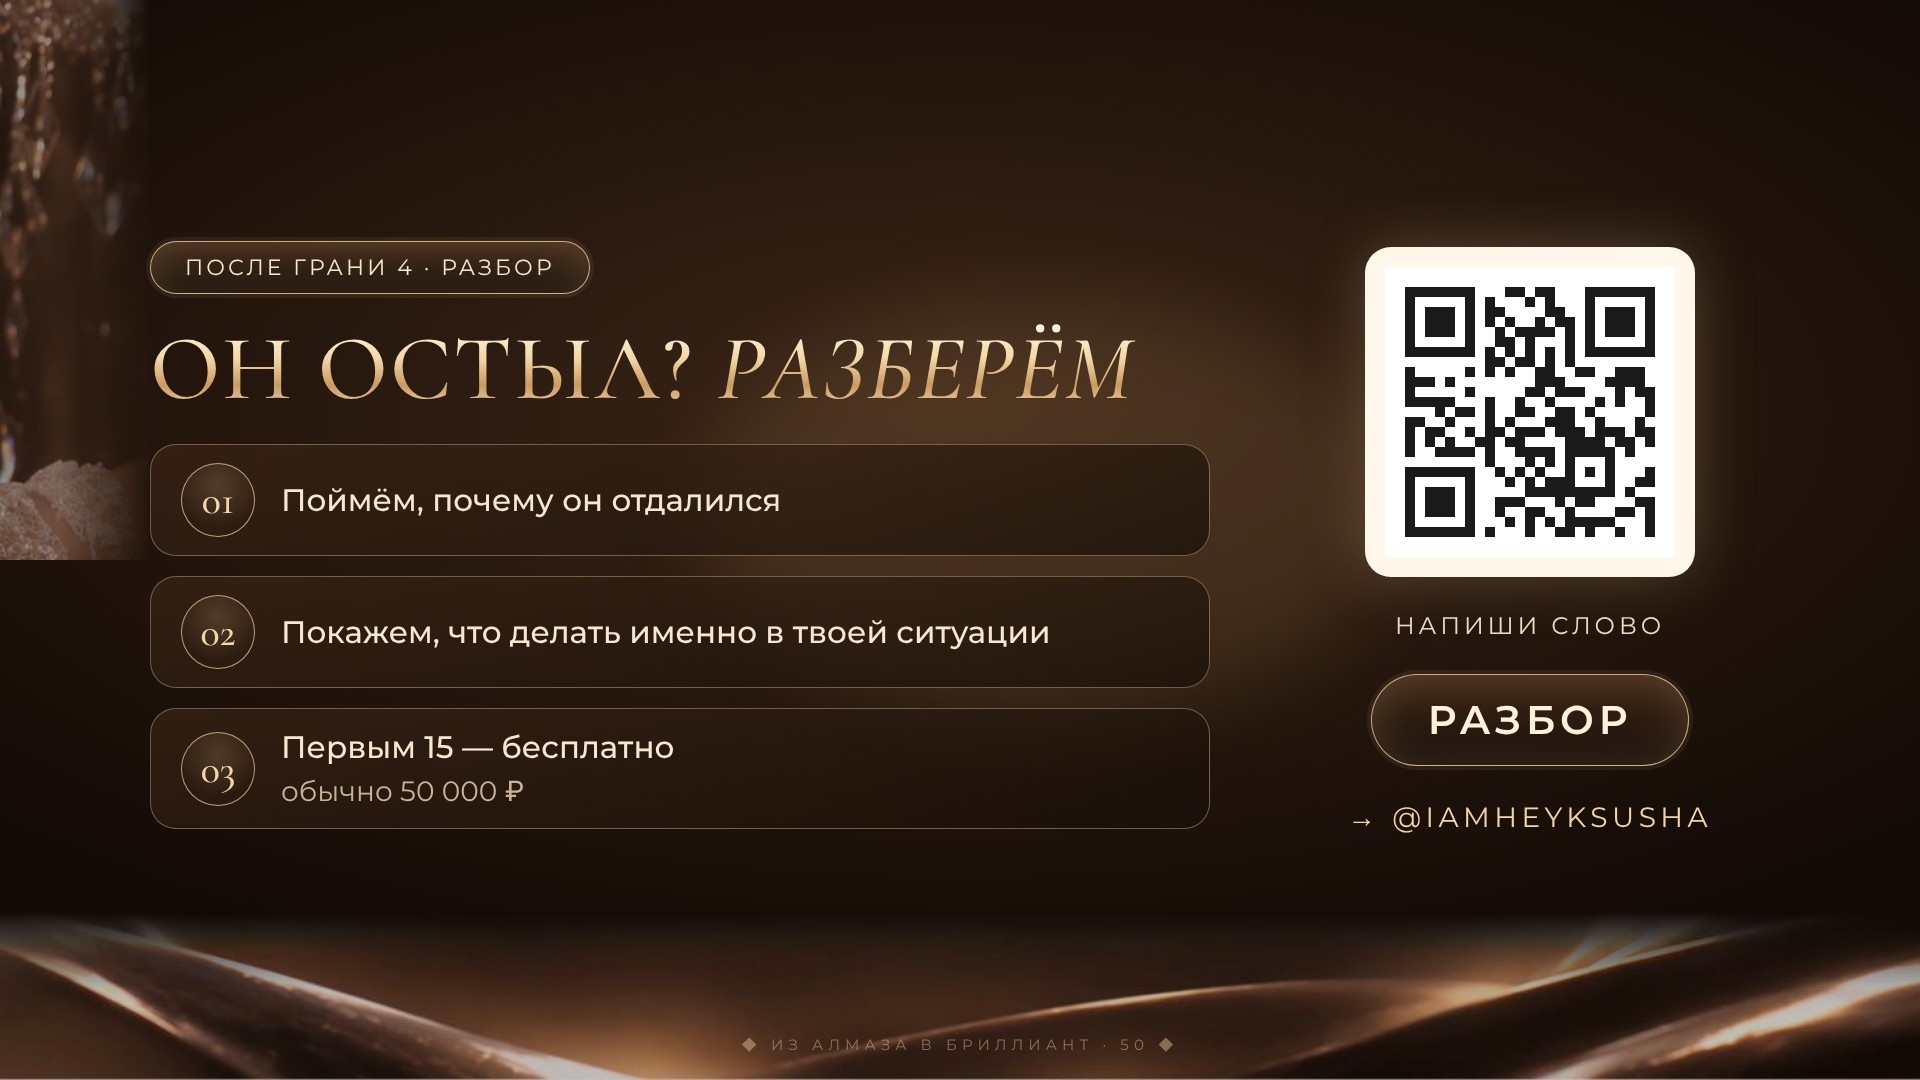 ПОСЛЕ ГРАНИ 4 · РАЗБОР
ОН ОСТЫЛ? РАЗБЕРЁМ
01 Поймём, почему он отдалился
02 Покажем, что делать именно в твоей ситуации
03 Первым 15 — бесплатно
обычно 50 000 ₽
НАПИШИ СЛОВО
РАЗБОР
→ @IAMHEYKSUSHA
◆ ИЗ АЛМАЗА В БРИЛЛИАНТ · 50 ◆